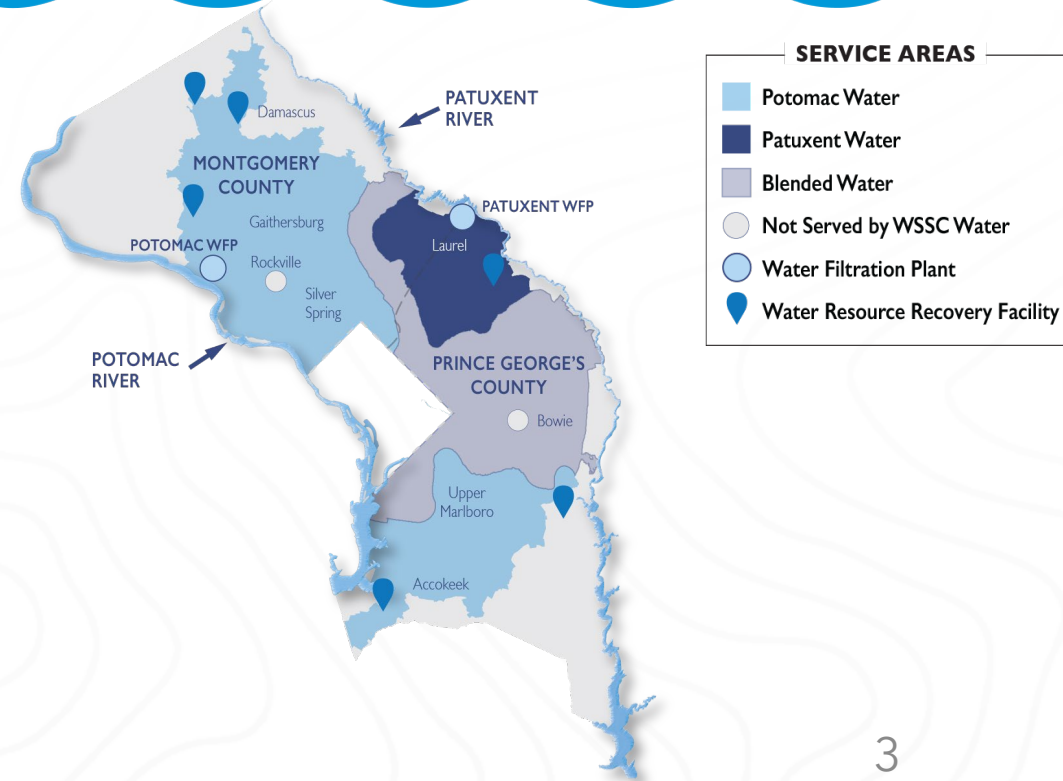 SERVICE AREAS
Potomac Water
Patuxent Water
Blended Water
Not Served by WSSC Water
Water Filtration Plant
Water Resource Recovery Facility
PATUXENT
RIVER
Damascus
MONTGOMERY
COUNTY
PATUXENT WFP
Gaithersburg
Laurel
POTOMAC WFP
Rockville
Silver
Spring
POTOMAC
RIVER
PRINCE GEORGE'S
COUNTY
Bowie
Upper
Marlboro
Accokeek
3